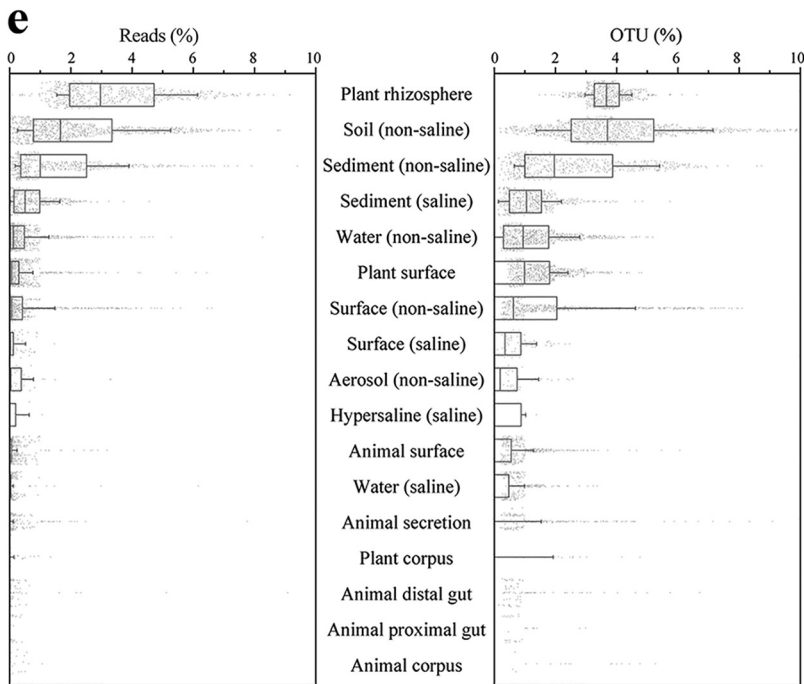 e
Reads (%)
OTU (%)
0 2 4 6 8 10
0 2 4 6 8 10
Plant rhizosphere
Soil (non-saline)
Sediment (non-saline)
Sediment (saline)
Water (non-saline)
Plant surface
Surface (non-saline)
Surface (saline)
Aerosol (non-saline)
Hypersaline (saline)
Animal surface
Water (saline)
Animal secretion
Plant corpus
Animal distal gut
Animal proximal gut
Animal corpus